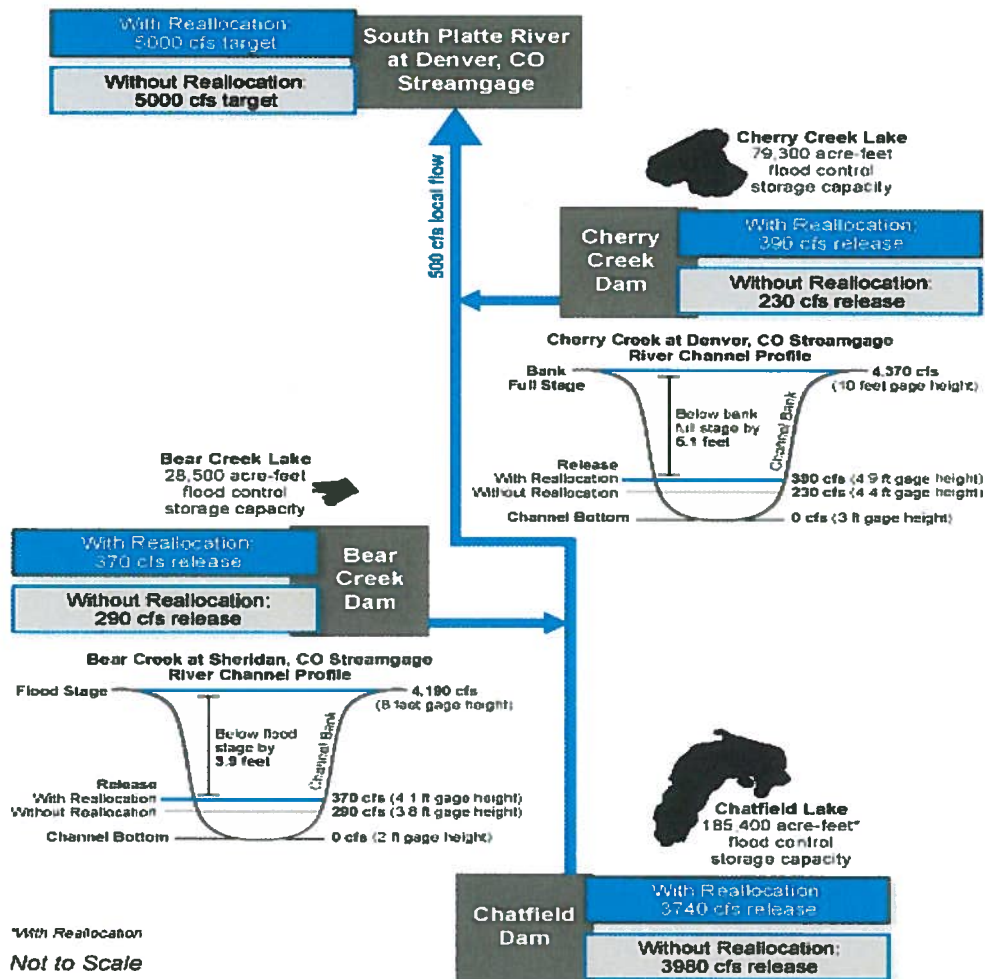 With Reallocation:
5000 cfs target
Without Reallocation:
5000 cfs target
South Platte River
at Denver, CO
Streamgage
500 cfs local flow
Cherry Creek Lake
79,300 acre-feet
flood control
storage capacity
Cherry
Creek
Dam
With Reallocation:
390 cfs release
Without Reallocation:
230 cfs release
Cherry Creek at Denver, CO Streamgage
River Channel Profile
Bank
Full Stage
4,370 cfs
(10 feet gage height)
Below bank
full stage by
5.1 feet
Channel Bank
Release
With Reallocation
Without Reallocation
390 cfs (4.9 ft gage height)
230 cfs (4.4 ft gage height)
Channel Bottom
0 cfs (3 ft gage height)
Bear Creek Lake
28,500 acre-feet
flood control
storage capacity
With Reallocation:
370 cfs release
Without Reallocation:
290 cfs release
Bear
Creek
Dam
Bear Creek at Sheridan, CO Streamgage
River Channel Profile
Flood Stage
4,190 cfs
(8 feet gage height)
Below flood
stage by
3.9 feet
Channel Bank
Release
With Reallocation
Without Reallocation
370 cfs (4.1 ft gage height)
290 cfs (3.8 ft gage height)
Channel Bottom
0 cfs (2 ft gage height)
Chatfield Lake
185,400 acre-feet*
flood control
storage capacity
Chatfield
Dam
With Reallocation
3740 cfs release
Without Reallocation:
3980 cfs release
*With Reallocation
Not to Scale